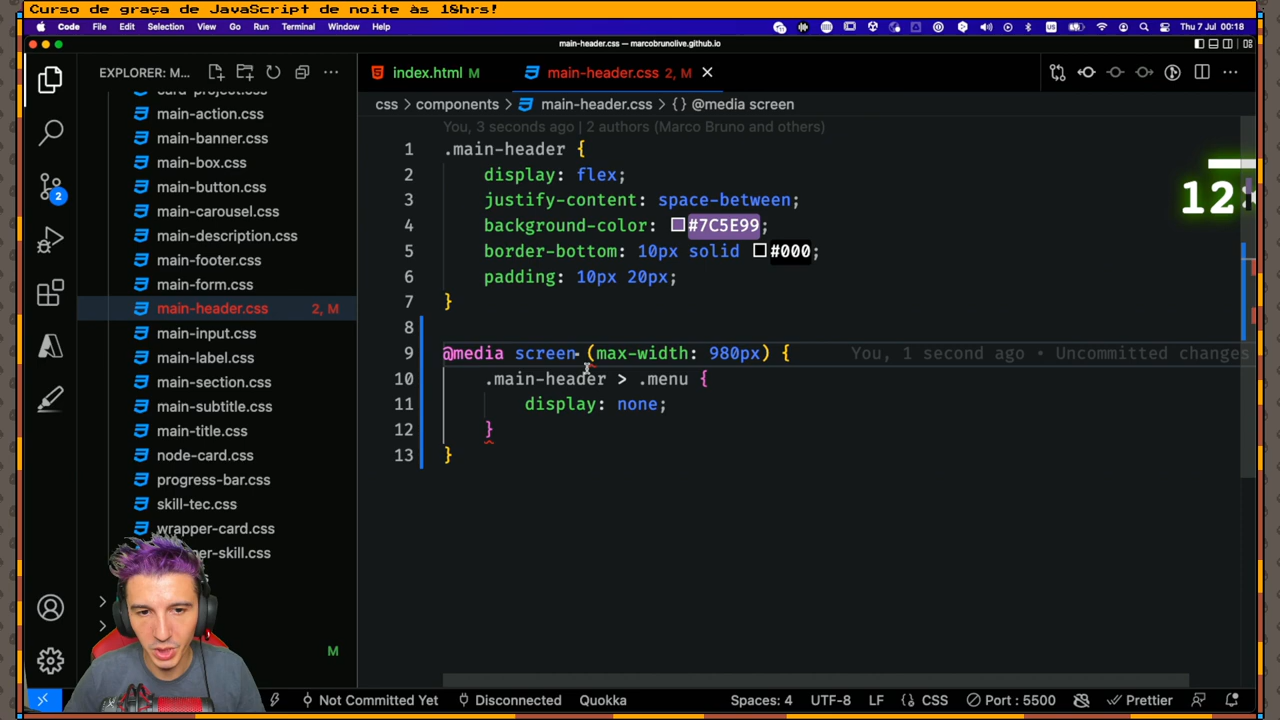 Curso de graça de JavaScript de noite às 18hrs!
Code File Edit Selection View Go Run Terminal Window Help Thu 7 Jul 00:18
main-header.css — marcobrunolive.github.io
EXPLORER: M...
index.html M
main-header.css 2, M
css > components > main-header.css > {} @media screen
main-action.css
main-banner.css
main-box.css
main-button.css
main-carousel.css
main-description.css
main-footer.css
main-form.css
main-header.css 2, M
main-input.css
main-label.css
main-section.css
main-subtitle.css
main-title.css
node-card.css
progress-bar.css
skill-tec.css
wrapper-card.css
er-skill.css
M
2
You, 3 seconds ago | 2 authors (Marco Bruno and others)
1 .main-header {
2 display: flex;
3 justify-content: space-between;
4 background-color: #7C5E99;
5 border-bottom: 10px solid #000;
6 padding: 10px 20px;
7 }
8
9 @media screen (max-width: 980px) { You, 1 second ago • Uncommitted changes
10 .main-header > .menu {
11 display: none;
12 }
13 }
Not Committed Yet Disconnected Quokka Spaces: 4 UTF-8 LF {} CSS Port : 5500 Prettier